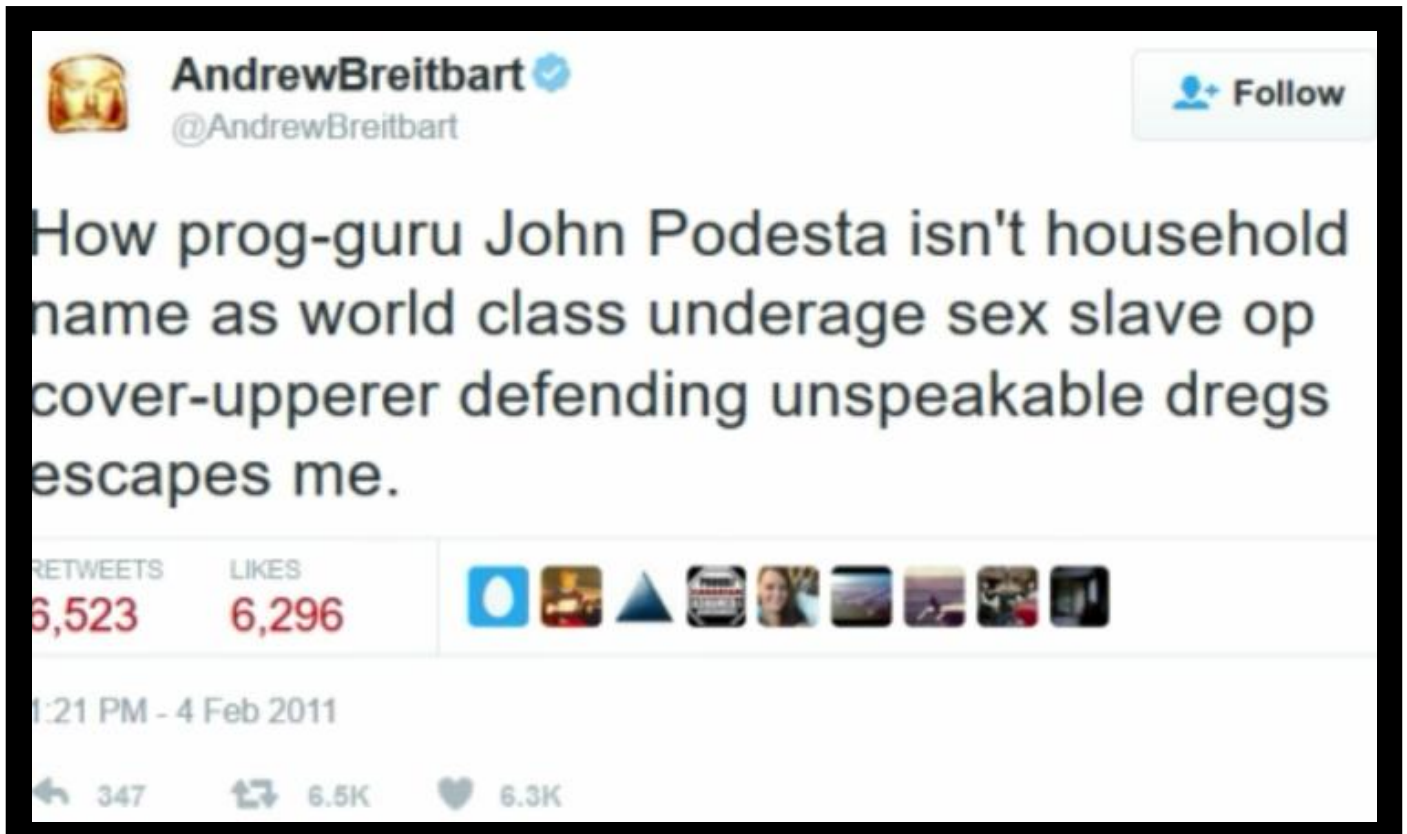 AndrewBreitbart
@AndrewBreitbart
Follow
How prog-guru John Podesta isn't household
name as world class underage sex slave op
cover-upperer defending unspeakable dregs
escapes me.
RETWEETS LIKES
6,523 6,296
1:21 PM - 4 Feb 2011
347 6.5K 6.3K